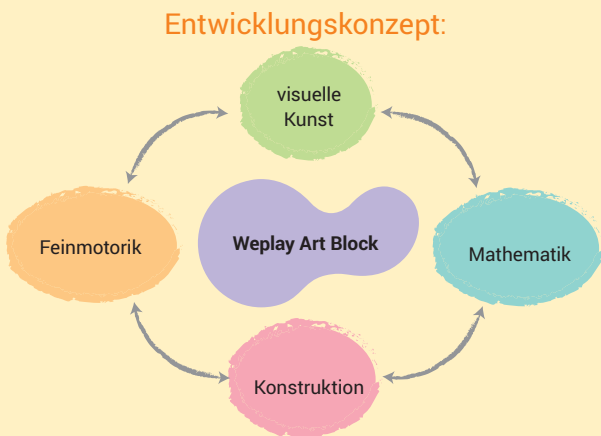 Entwicklungskonzept:
visuelle
Kunst
Feinmotorik
Weplay Art Block
Mathematik
Konstruktion